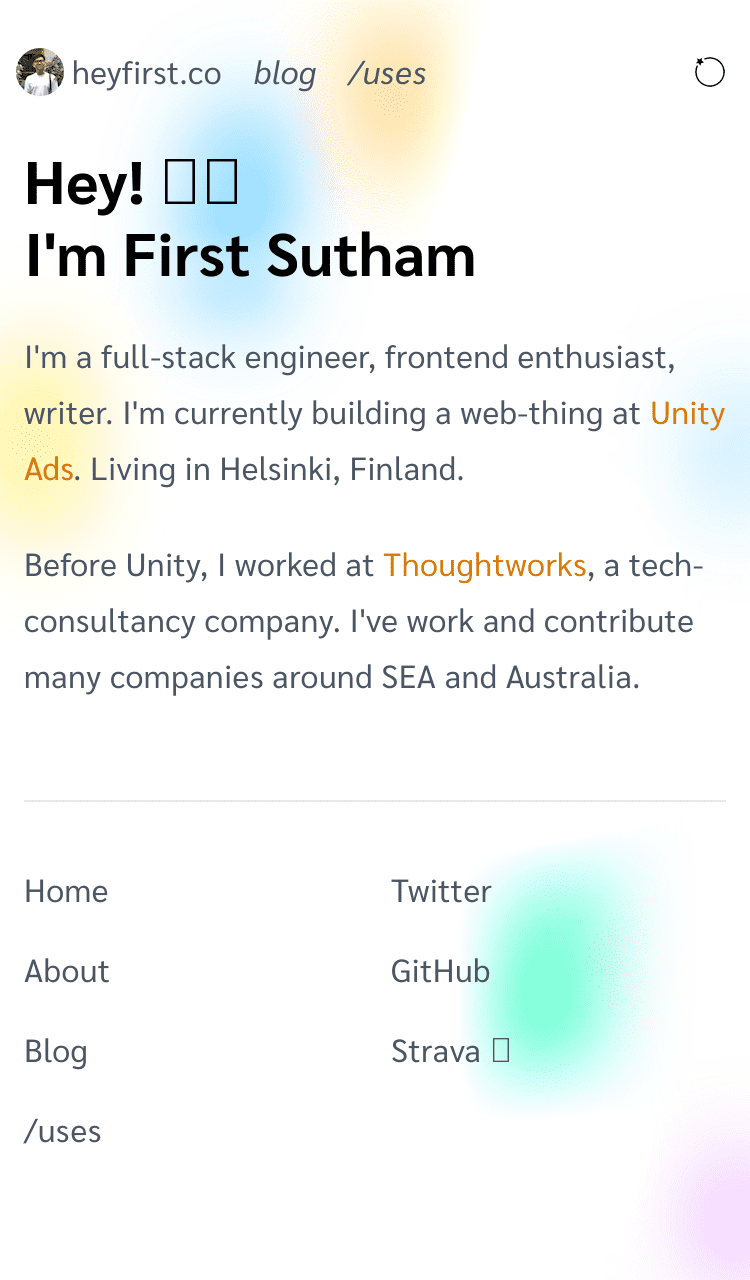 heyfirst.co blog /uses
Hey!
I'm First Sutham
I'm a full-stack engineer, frontend enthusiast,
writer. I'm currently building a web-thing at Unity
Ads. Living in Helsinki, Finland.
Before Unity, I worked at Thoughtworks, a tech-
consultancy company. I've work and contribute
many companies around SEA and Australia.
Home
Twitter
About
GitHub
Blog
Strava
/uses